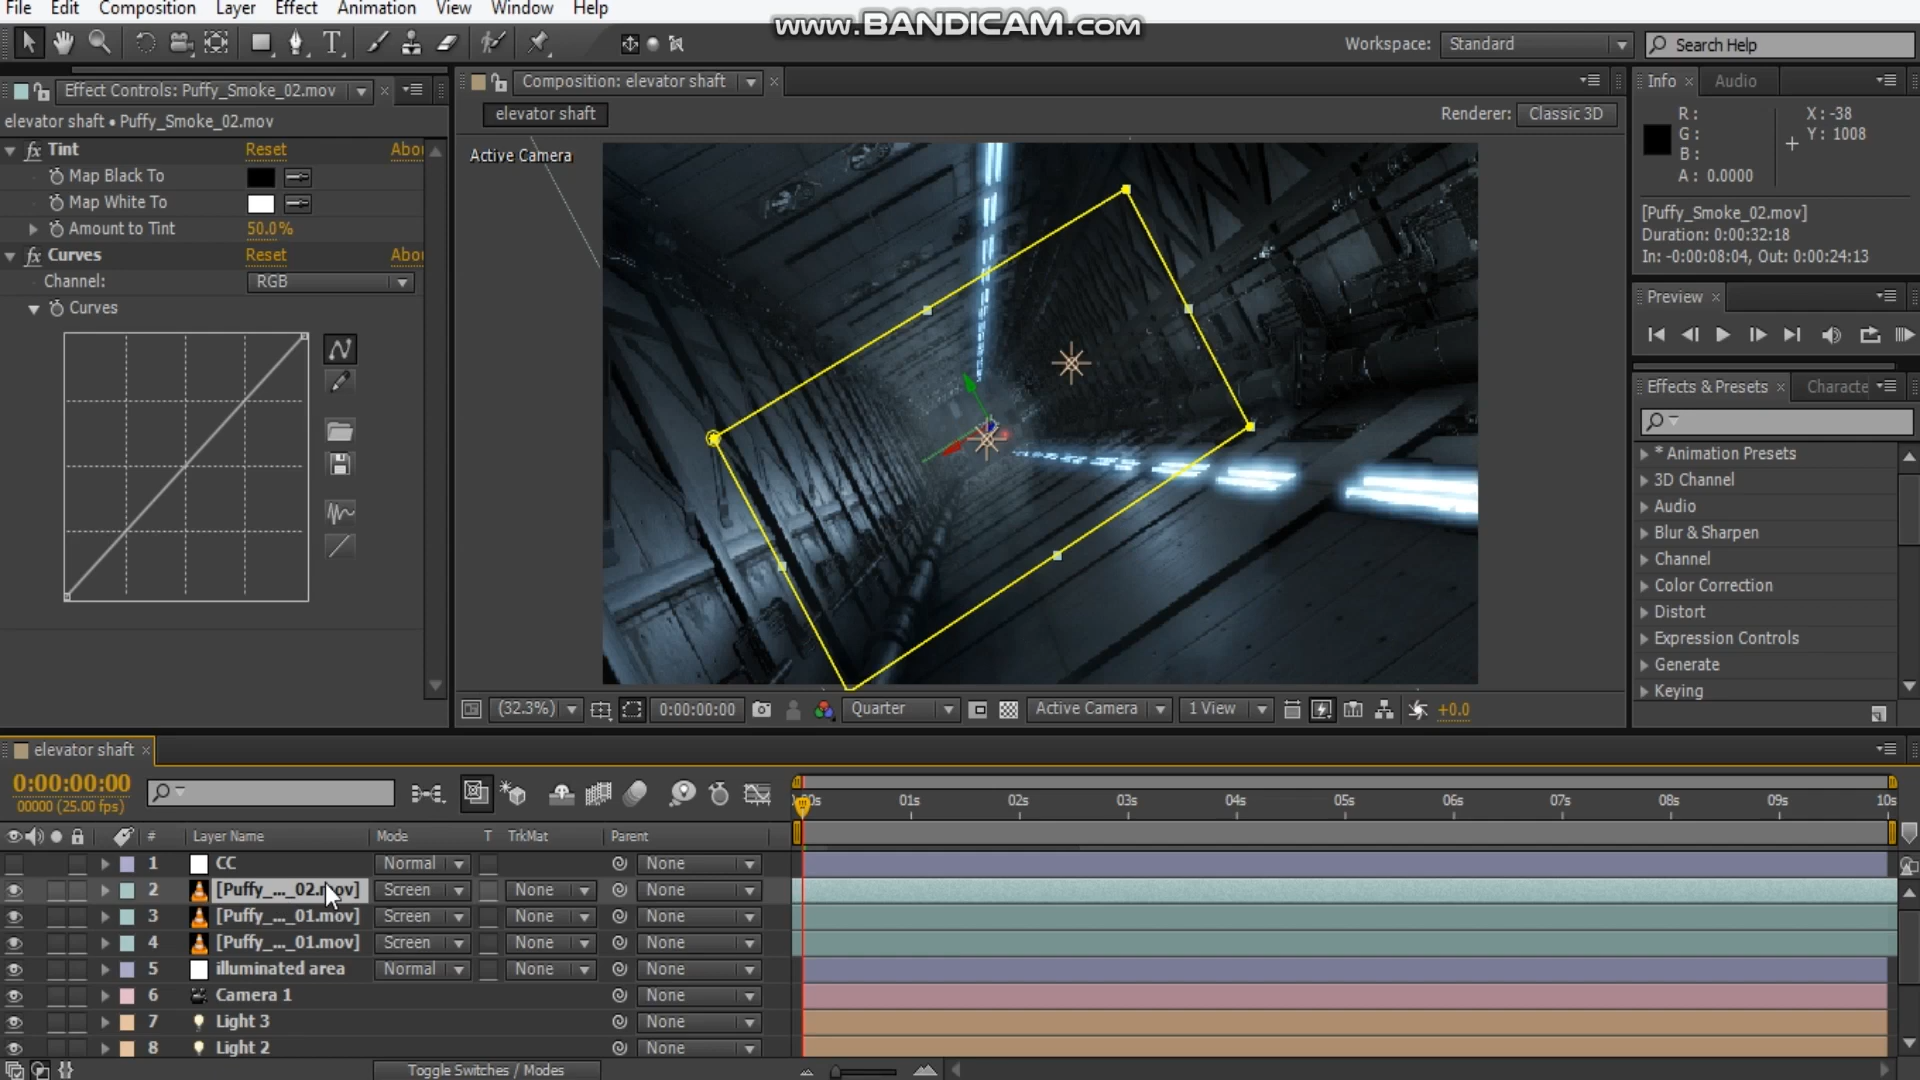 File Edit Composition Layer Effect Animation View Window Help
www.BANDICAM.com
Workspace: Standard
Search Help
Effect Controls: Puffy_Smoke_02.mov
Composition: elevator shaft
Info Audio
elevator shaft • Puffy_Smoke_02.mov
elevator shaft
Renderer: Classic 3D
R: X: -38
G: Y: 1008
B:
A: 0.0000
fx Tint Reset Abou
Map Black To
Map White To
Amount to Tint 50.0%
fx Curves Reset Abou
Channel: RGB
Curves
Active Camera
[Puffy_Smoke_02.mov]
Duration: 0:00:32:18
In: -0:00:08:04, Out: 0:00:24:13
Preview
Effects & Presets Characte
* Animation Presets
3D Channel
Audio
Blur & Sharpen
Channel
Color Correction
Distort
Expression Controls
Generate
Keying
(32.3%) 0:00:00:00 Quarter Active Camera 1 View +0.0
elevator shaft
0:00:00:00
00000 (25.00 fps)
00s 01s 02s 03s 04s 05s 06s 07s 08s 09s 10s
# Layer Name Mode T TrkMat Parent
1 CC Normal None
2 [Puffy_..._02.mov] Screen None None
3 [Puffy_..._01.mov] Screen None None
4 [Puffy_..._01.mov] Screen None None
5 illuminated area Normal None None
6 Camera 1 None
7 Light 3 None
8 Light 2 None
Toggle Switches / Modes